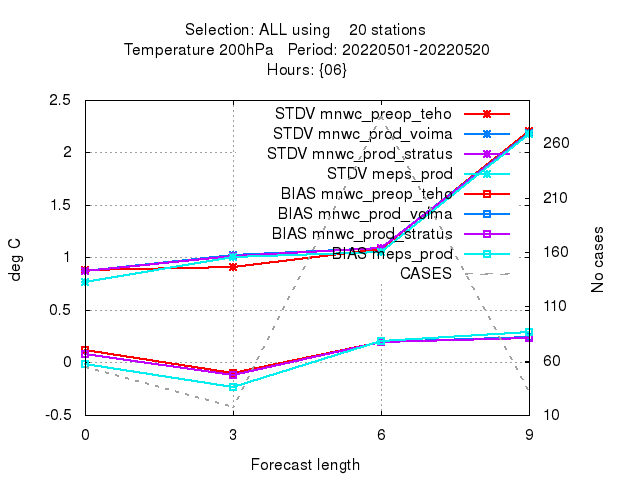 Selection: ALL using 20 stations
Temperature 200hPa Period: 20220501-20220520
Hours: {06}
2.5
2
1.5
1
0.5
0
-0.5
deg C
STDV mnwc_preop_teho
STDV mnwc_prod_voima
STDV mnwc_prod_stratus
STDV meps_prod
BIAS mnwc_preop_teho
BIAS mnwc_prod_voima
BIAS mnwc_prod_stratus
BIAS meps_prod
CASES
260
210
160
110
60
10
No cases
0 3 6 9
Forecast length